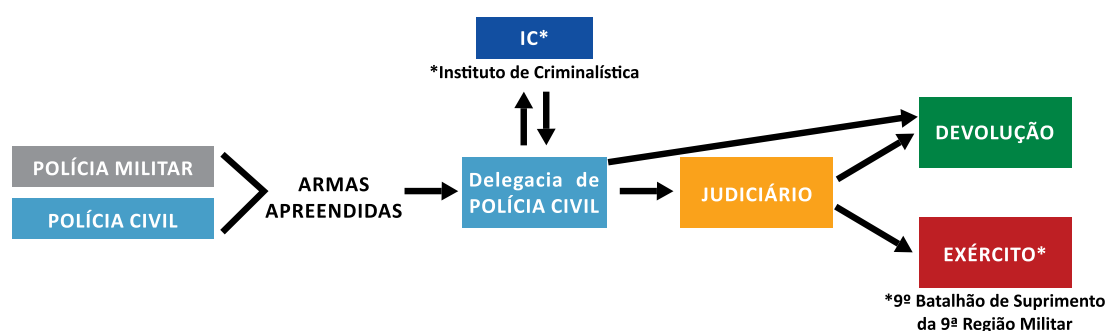 IC*
*Instituto de Criminalística
POLÍCIA MILITAR
POLÍCIA CIVIL
ARMAS
APREENDIDAS
Delegacia de
POLÍCIA CIVIL
JUDICIÁRIO
DEVOLUÇÃO
EXÉRCITO*
*9º Batalhão de Suprimento
da 9ª Região Militar